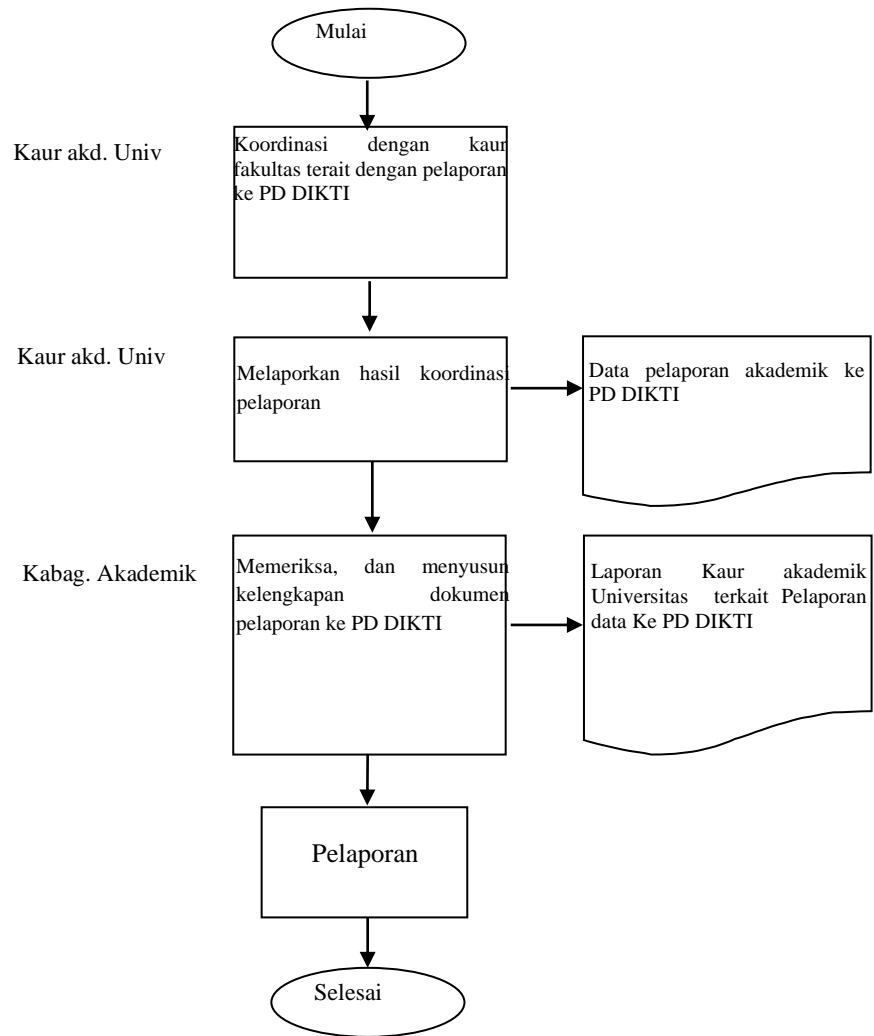 Mulai
Kaur akd. Univ
Koordinasi dengan kaur
fakultas terait dengan pelaporan
ke PD DIKTI
Kaur akd. Univ
Melaporkan hasil koordinasi
pelaporan
Data pelaporan akademik ke
PD DIKTI
Kabag. Akademik
Memeriksa, dan menyusun
kelengkapan dokumen
pelaporan ke PD DIKTI
Laporan Kaur akademik
Universitas terkait Pelaporan
data Ke PD DIKTI
Pelaporan
Selesai